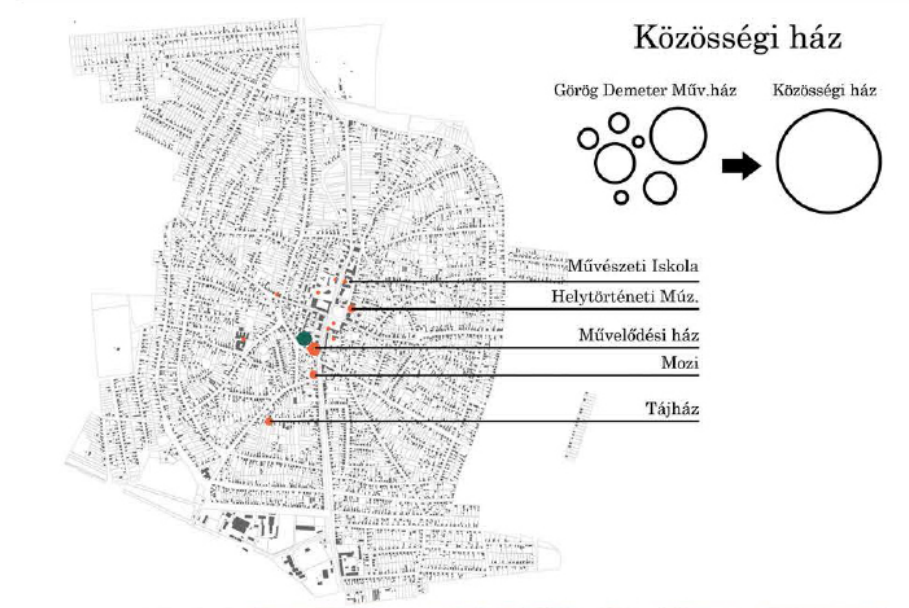 Közösségi ház
Görög Demeter Műv.ház
Közösségi ház
Művészeti Iskola
Helytörténeti Múz.
Művelődési ház
Mozi
Tájház